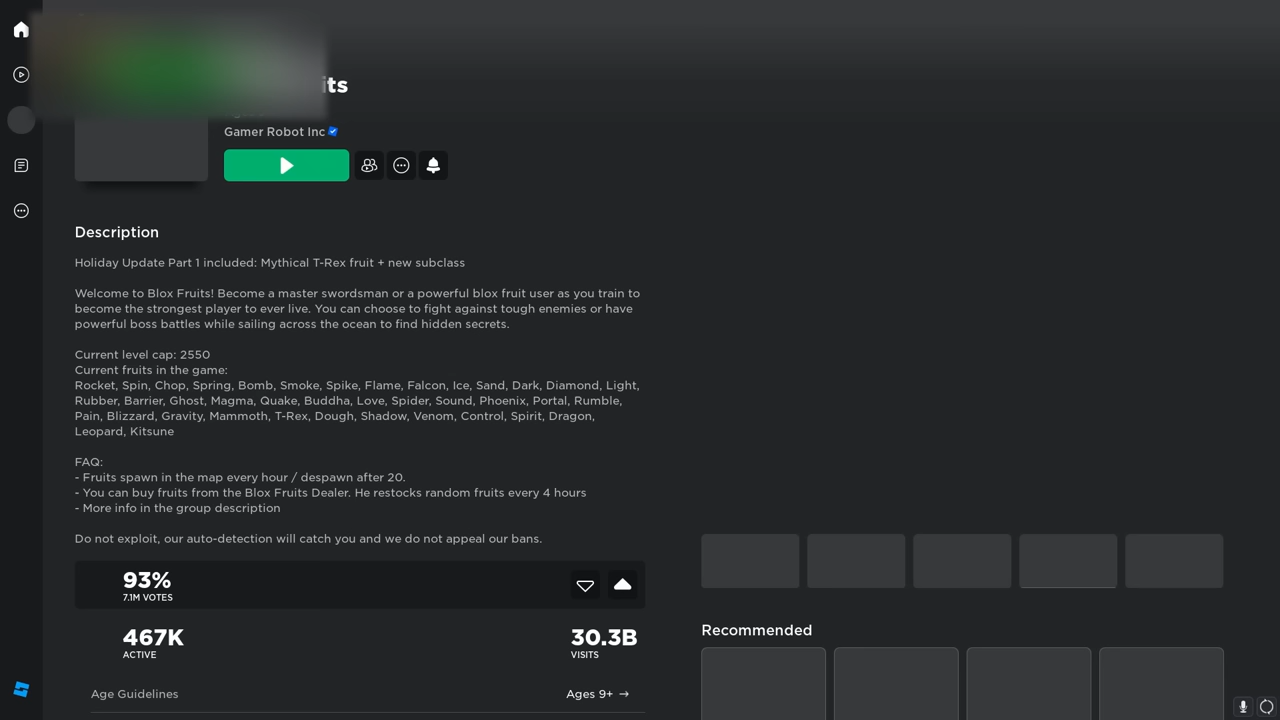 its
Gamer Robot Inc
Description
Holiday Update Part 1 included: Mythical T-Rex fruit + new subclass
Welcome to Blox Fruits! Become a master swordsman or a powerful blox fruit user as you train to
become the strongest player to ever live. You can choose to fight against tough enemies or have
powerful boss battles while sailing across the ocean to find hidden secrets.
Current level cap: 2550
Current fruits in the game:
Rocket, Spin, Chop, Spring, Bomb, Smoke, Spike, Flame, Falcon, Ice, Sand, Dark, Diamond, Light,
Rubber, Barrier, Ghost, Magma, Quake, Buddha, Love, Spider, Sound, Phoenix, Portal, Rumble,
Pain, Blizzard, Gravity, Mammoth, T-Rex, Dough, Shadow, Venom, Control, Spirit, Dragon,
Leopard, Kitsune
FAQ:
- Fruits spawn in the map every hour / despawn after 20.
- You can buy fruits from the Blox Fruits Dealer. He restocks random fruits every 4 hours
- More info in the group description
Do not exploit, our auto-detection will catch you and we do not appeal our bans.
93%
7.1M VOTES
467K
ACTIVE
30.3B
VISITS
Age Guidelines
Ages 9+ →
Recommended